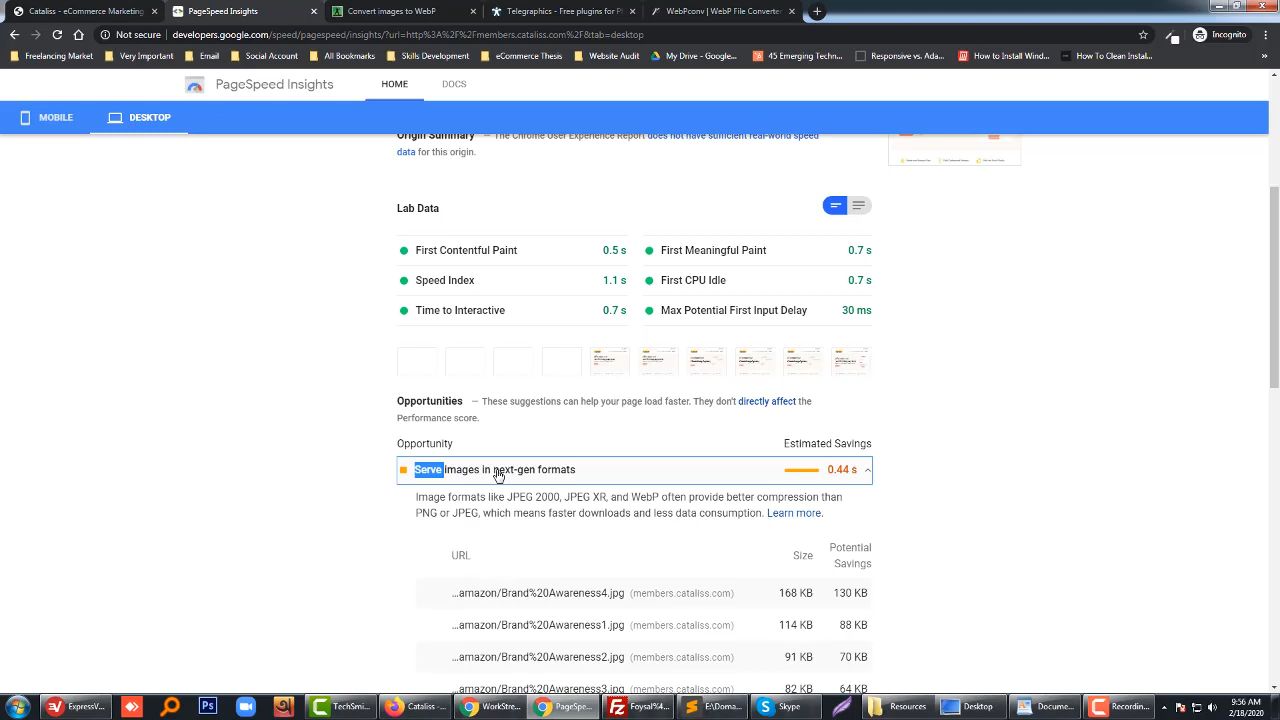 Cataliss - eCommerce Marketing
PageSpeed Insights
Convert images to WebP
Telegraphics – Free Plugins for Ph
WebPconv | WebP File Converter
Incognito
Not secure | developers.google.com/speed/pagespeed/insights/?url=http%3A%2F%2Fmembers.cataliss.com%2F&tab=desktop
Incognito
Freelancing Market
Very Important
Email
Social Accounts
All Bookmarks
Skills Development
eCommerce Thesis
Website Audit
My Drive – Google...
45 Emerging Techn...
Responsive vs. Ada...
How to Install Wind...
How To Clean Instal...
PageSpeed Insights
HOME
DOCS
MOBILE
DESKTOP
Origin Summary — The Chrome User Experience Report does not have sufficient real-world speed
data for this origin.
Lab Data
First Contentful Paint 0.5 s
First Meaningful Paint 0.7 s
Speed Index 1.1 s
First CPU Idle 0.7 s
Time to Interactive 0.7 s
Max Potential First Input Delay 30 ms
Opportunities — These suggestions can help your page load faster. They don't directly affect the
Performance score.
Opportunity Estimated Savings
Serve images in next-gen formats 0.44 s
Image formats like JPEG 2000, JPEG XR, and WebP often provide better compression than
PNG or JPEG, which means faster downloads and less data consumption. Learn more.
URL Size Potential
Savings
...amazon/Brand%20Awareness4.jpg (members.cataliss.com) 168 KB 130 KB
...amazon/Brand%20Awareness1.jpg (members.cataliss.com) 114 KB 88 KB
...amazon/Brand%20Awareness2.jpg (members.cataliss.com) 91 KB 70 KB
...amazon/Brand%20Awareness3.jpg (members.cataliss.com) 82 KB 64 KB
ExpressV...
TechSmi...
Cataliss -...
WorkStre...
PageSpe...
E:\Awarn...
Skype
Resources
Desktop
Docume...
Recordin...
9:56 AM
2/18/2020